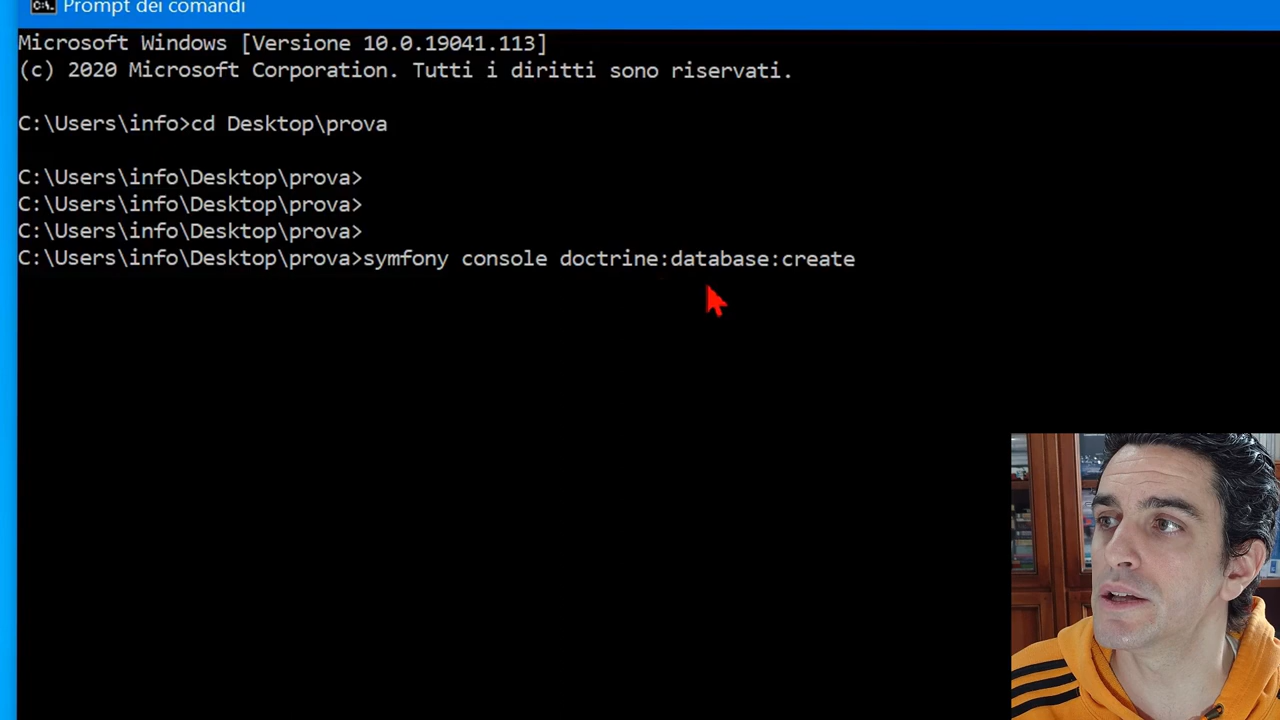 Prompt dei comandi
Microsoft Windows [Versione 10.0.19041.113]
(c) 2020 Microsoft Corporation. Tutti i diritti sono riservati.
C:\Users\info>cd Desktop\prova
C:\Users\info\Desktop\prova>
C:\Users\info\Desktop\prova>
C:\Users\info\Desktop\prova>
C:\Users\info\Desktop\prova>symfony console doctrine:database:create